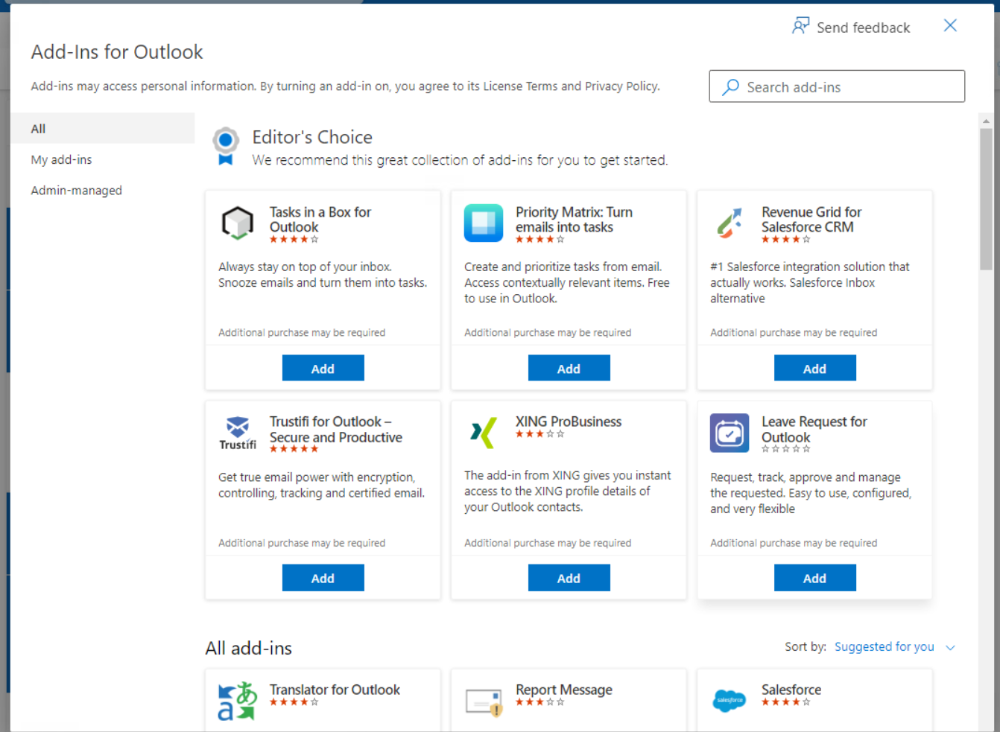 Send feedback
Add-Ins for Outlook
Add-ins may access personal information. By turning an add-in on, you agree to its License Terms and Privacy Policy.
Search add-ins
All
My add-ins
Admin-managed
Editor's Choice
We recommend this great collection of add-ins for you to get started.
Tasks in a Box for
Outlook
Always stay on top of your inbox.
Snooze emails and turn them into tasks.
Additional purchase may be required
Add
Priority Matrix: Turn
emails into tasks
Create and prioritize tasks from email.
Access contextually relevant items. Free
to use in Outlook.
Additional purchase may be required
Add
Revenue Grid for
Salesforce CRM
#1 Salesforce integration solution that
actually works. Salesforce Inbox
alternative
Additional purchase may be required
Add
Trustifi
Trustifi for Outlook –
Secure and Productive
Get true email power with encryption,
controlling, tracking and certified email.
Additional purchase may be required
Add
XING ProBusiness
The add-in from XING gives you instant
access to the XING profile details of
your Outlook contacts.
Additional purchase may be required
Add
Leave Request for
Outlook
Request, track, approve and manage
the requested. Easy to use, configured,
and very flexible
Additional purchase may be required
Add
All add-ins
Sort by: Suggested for you
あ
a
Translator for Outlook
Report Message
salesforce
Salesforce